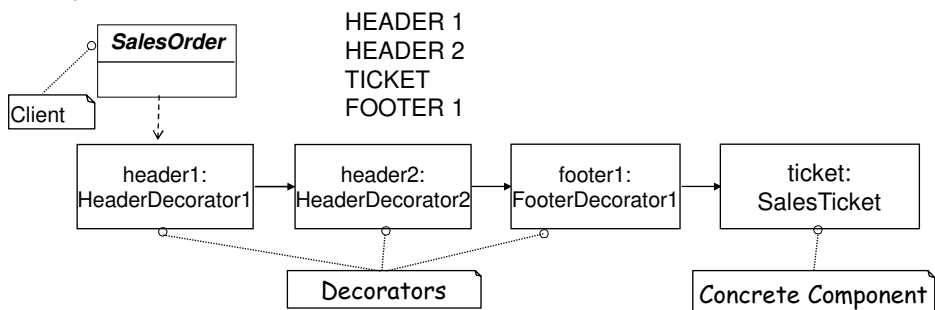 SalesOrder
HEADER 1
HEADER 2
TICKET
FOOTER 1
Client
header1:
HeaderDecorator1
header2:
HeaderDecorator2
footer1:
FooterDecorator1
ticket:
SalesTicket
Decorators
Concrete Component